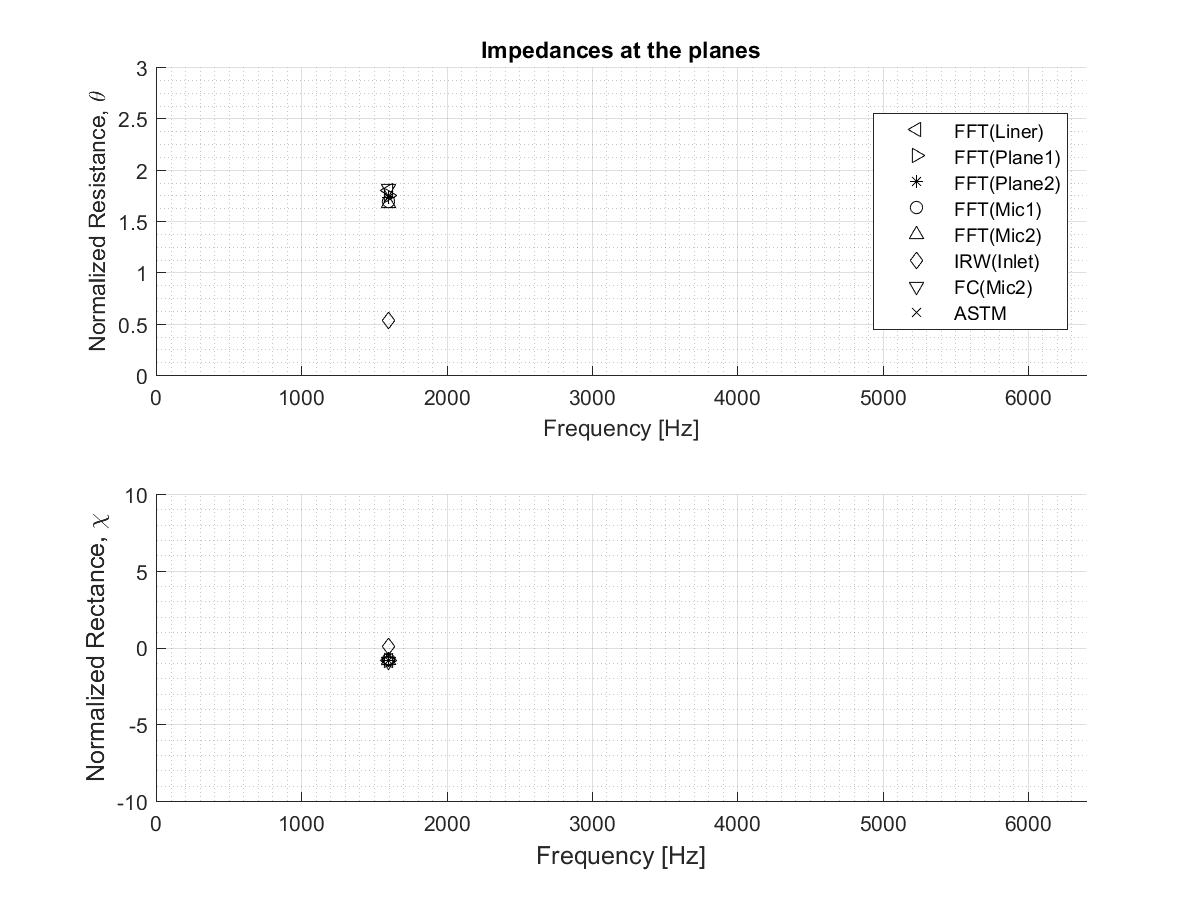 Impedances at the planes
Normalized Resistance, θ
3
2.5
2
1.5
1
0.5
0
FFT(Liner)
FFT(Plane1)
FFT(Plane2)
FFT(Mic1)
FFT(Mic2)
IRW(Inlet)
FC(Mic2)
ASTM
0 1000 2000 3000 4000 5000 6000
Frequency [Hz]
Normalized Rectance, χ
10
5
0
-5
-10
0 1000 2000 3000 4000 5000 6000
Frequency [Hz]